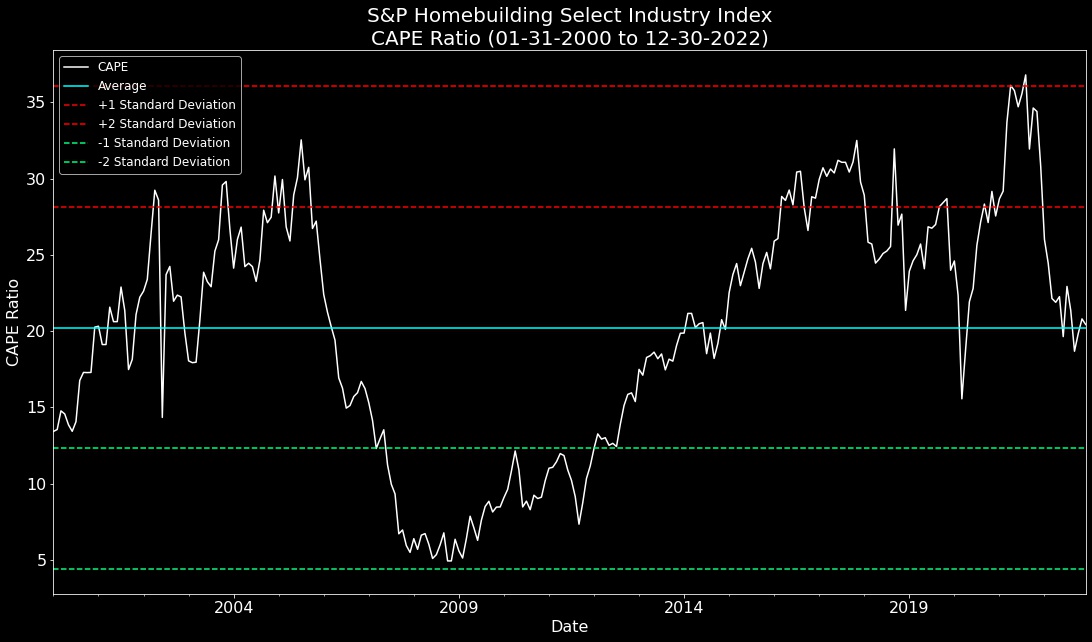 S&P Homebuilding Select Industry Index
CAPE Ratio (01-31-2000 to 12-30-2022)
CAPE
Average
+1 Standard Deviation
+2 Standard Deviation
-1 Standard Deviation
-2 Standard Deviation
35
30
25
20
15
10
5
CAPE Ratio
2004
2009
2014
2019
Date